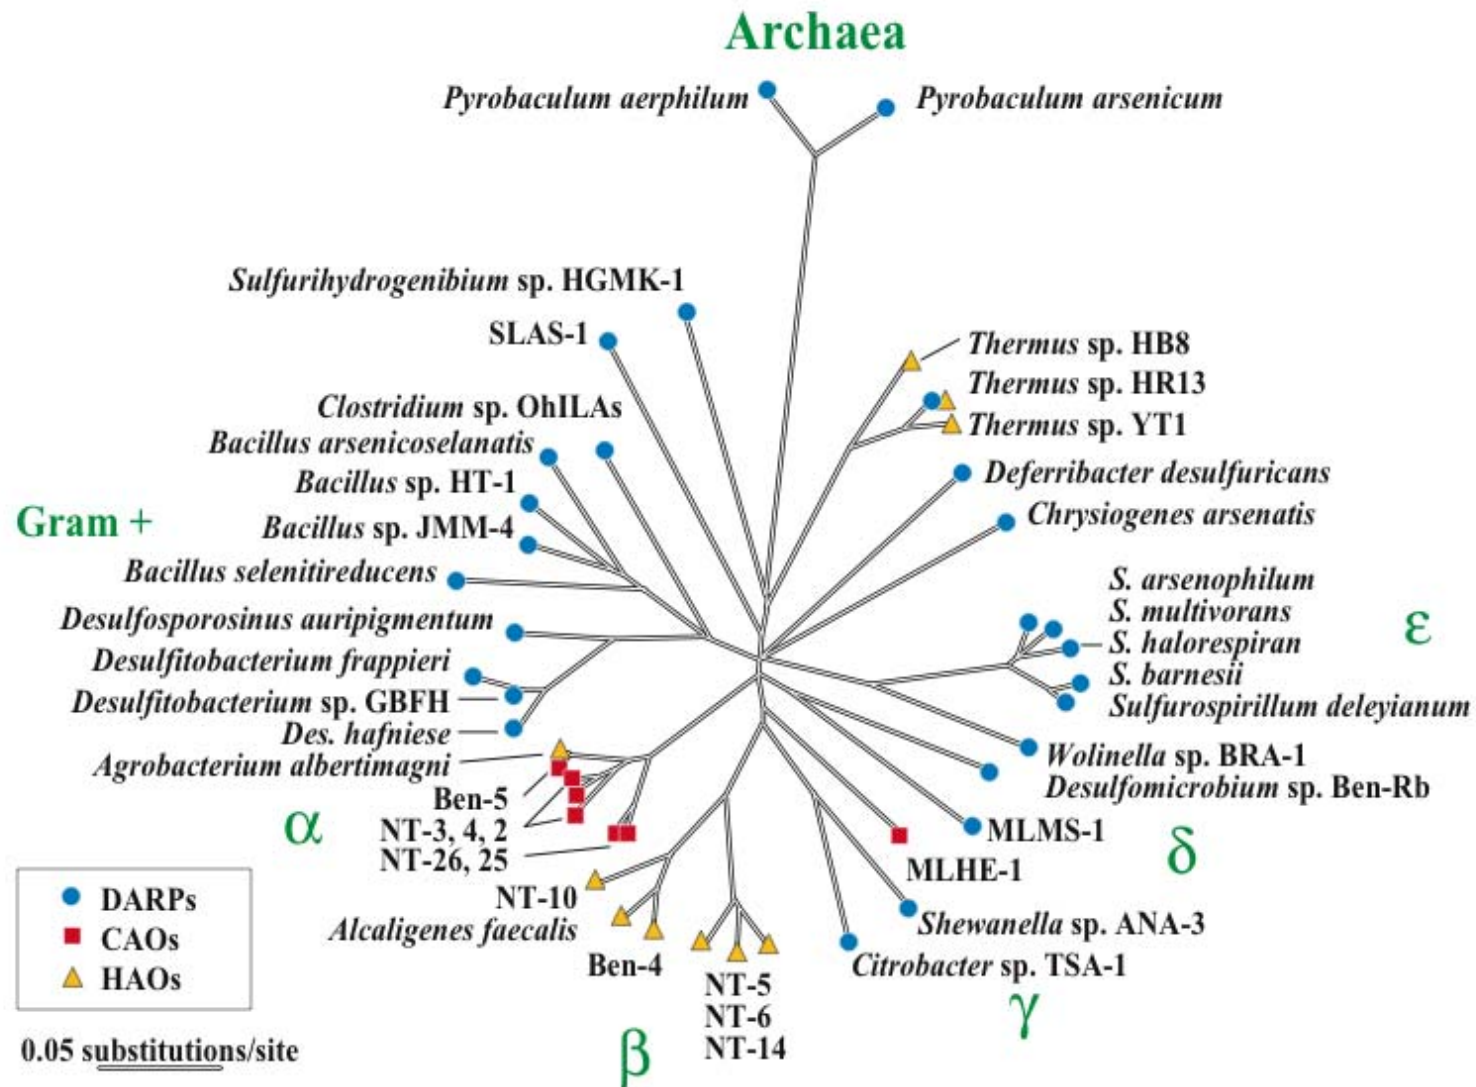 Archaea
Pyrobaculum aerphilum
Pyrobaculum arsenicum
Sulfurihydrogenibium sp. HGMK-1
SLAS-1
Thermus sp. HB8
Thermus sp. HR13
Thermus sp. YT1
Clostridium sp. OhILAs
Bacillus arsenicoselanatis
Bacillus sp. HT-1
Bacillus sp. JMM-4
Bacillus selenitireducens
Gram +
Deferribacter desulfuricans
Chrysiogenes arsenatis
Desulfosporosinus auripigmentum
Desulfitobacterium frappieri
Desulfitobacterium sp. GBFH
Des. hafniese
Agrobacterium albertimagni
S. arsenophilum
S. multivorans
S. halorespiran
S. barnesii
Sulfurospirillum deleyianum
ε
Wolinella sp. BRA-1
Desulfomicrobium sp. Ben-Rb
Ben-5
NT-3, 4, 2
NT-26, 25
α
MLMS-1
MLHE-1
δ
NT-10
Alcaligenes faecalis
Ben-4
NT-5
NT-6
NT-14
β
Shewanella sp. ANA-3
Citrobacter sp. TSA-1
γ
DARPs
CAOs
HAOs
0.05 substitutions/site